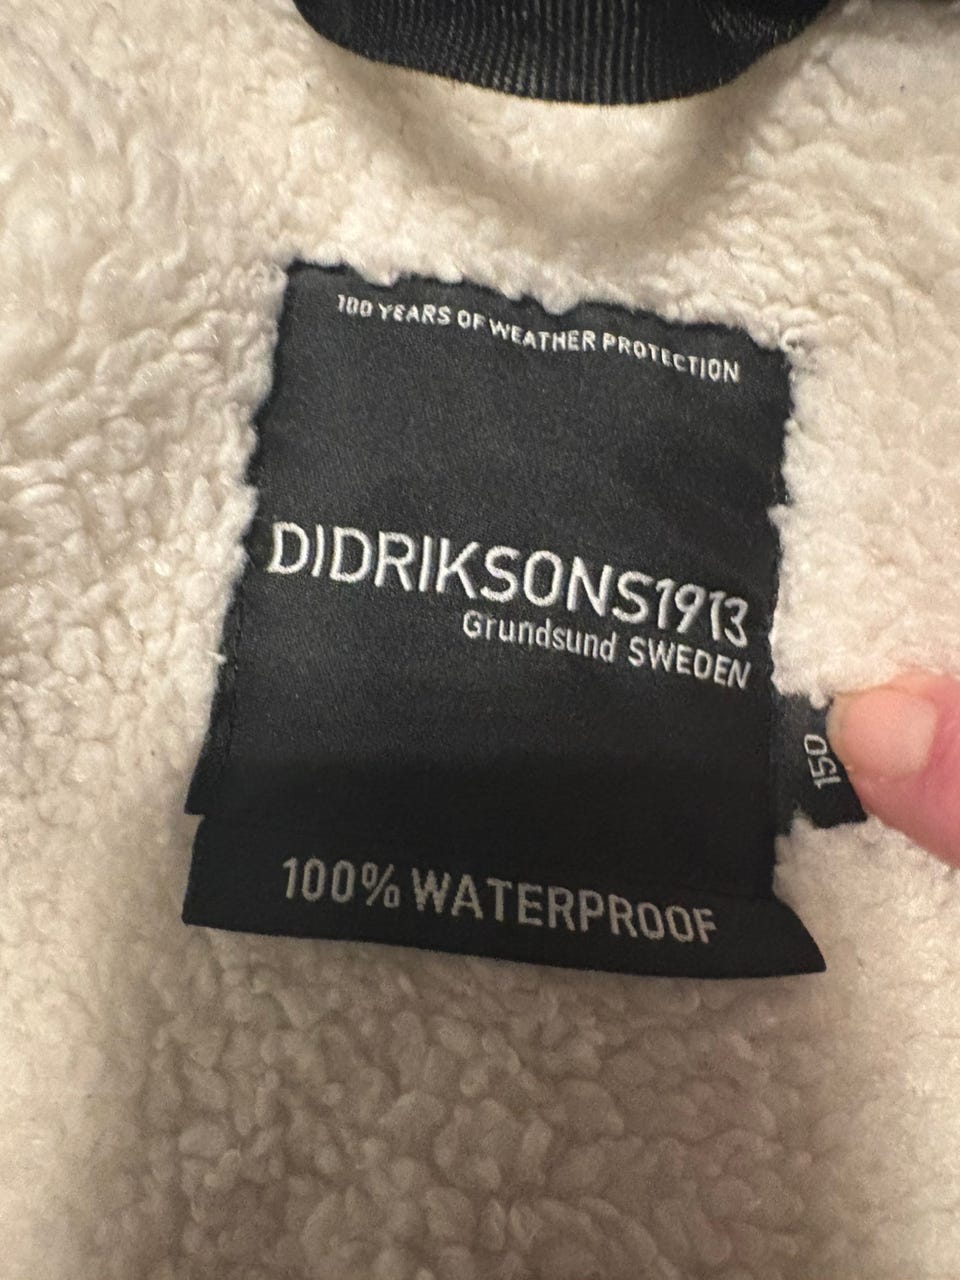 100 YEARS OF WEATHER PROTECTION
DIDRIKSONS1913
Grundsund SWEDEN
150
100% WATERPROOF